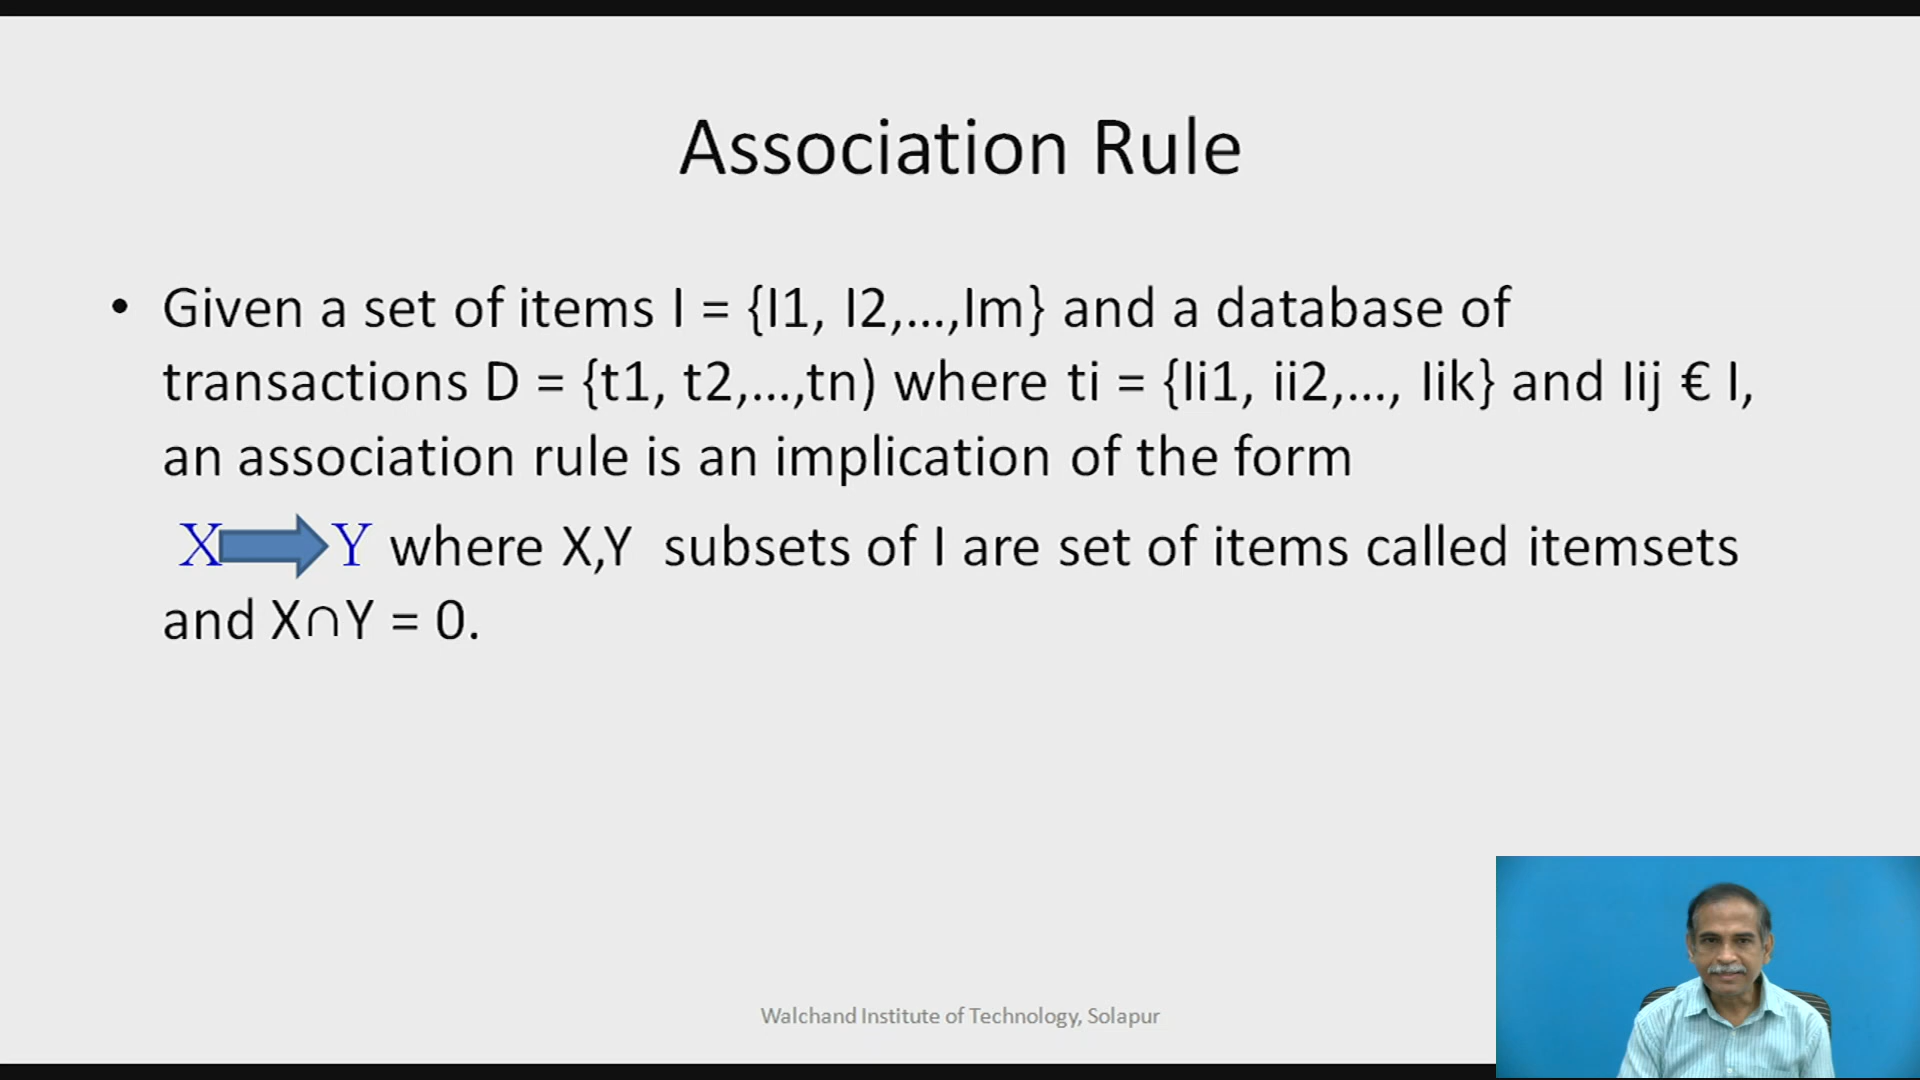 Association Rule
• Given a set of items I = {I1, I2,...,Im} and a database of
transactions D = {t1, t2,...,tn) where ti = {Ii1, ii2,..., Iik} and Iij € I,
an association rule is an implication of the form
X Y where X,Y subsets of I are set of items called itemsets
and X∩Y = 0.
Walchand Institute of Technology, Solapur